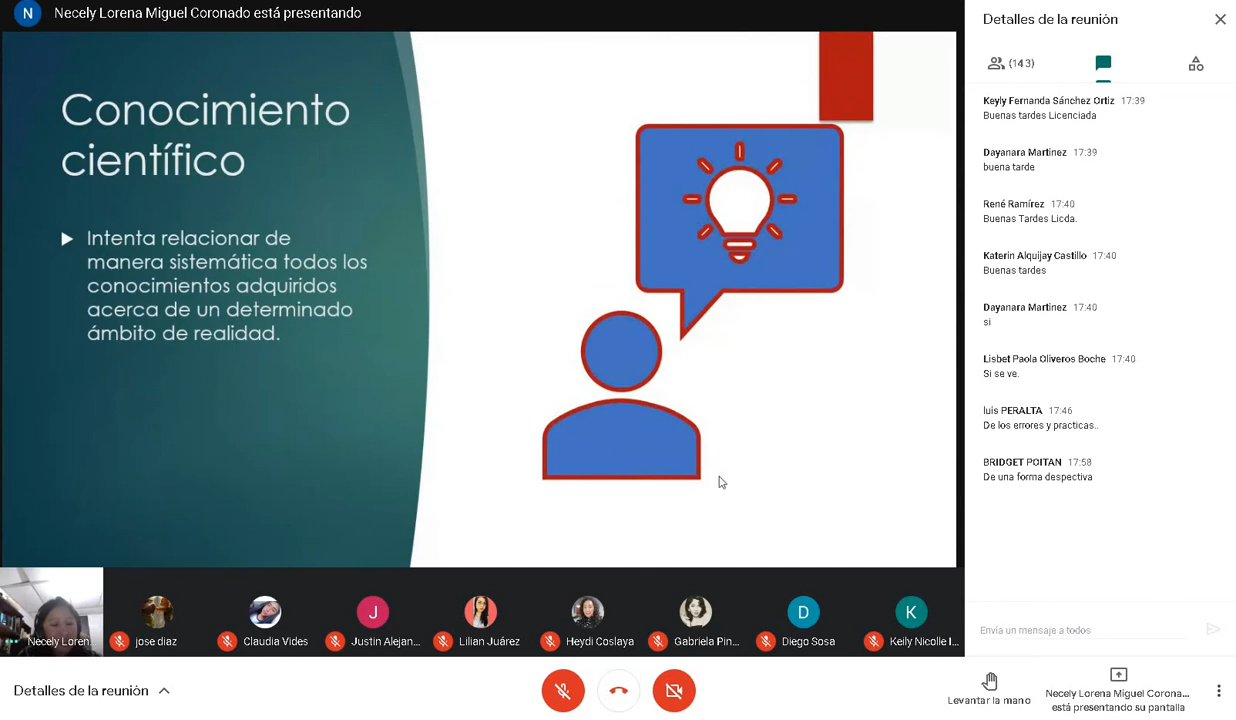 N
Necely Lorena Miguel Coronado está presentando
Conocimiento
científico
Intenta relacionar de
manera sistemática todos los
conocimientos adquiridos
acerca de un determinado
ámbito de realidad.
Necely Loren...
jose diaz
Claudia Vides
J
Justin Alejan...
Lilian Juárez
Heydi Coslaya
Gabriela Pin...
D
Diego Sosa
K
Keily Nicolle I...
Detalles de la reunión
Detalles de la reunión
(143)
Keyly Fernanda Sánchez Ortiz 17:39
Buenas tardes Licenciada
Dayanara Martinez 17:39
buena tarde
René Ramírez 17:40
Buenas Tardes Licda.
Katerin Alquijay Castillo 17:40
Buenas tardes
Dayanara Martinez 17:40
si
Lisbet Paola Oliveros Boche 17:40
Si se ve.
luis PERALTA 17:46
De los errores y practicas..
BRIDGET POITAN 17:58
De una forma despectiva
Envía un mensaje a todos
Levantar la mano
Necely Lorena Miguel Corona...
está presentando su pantalla